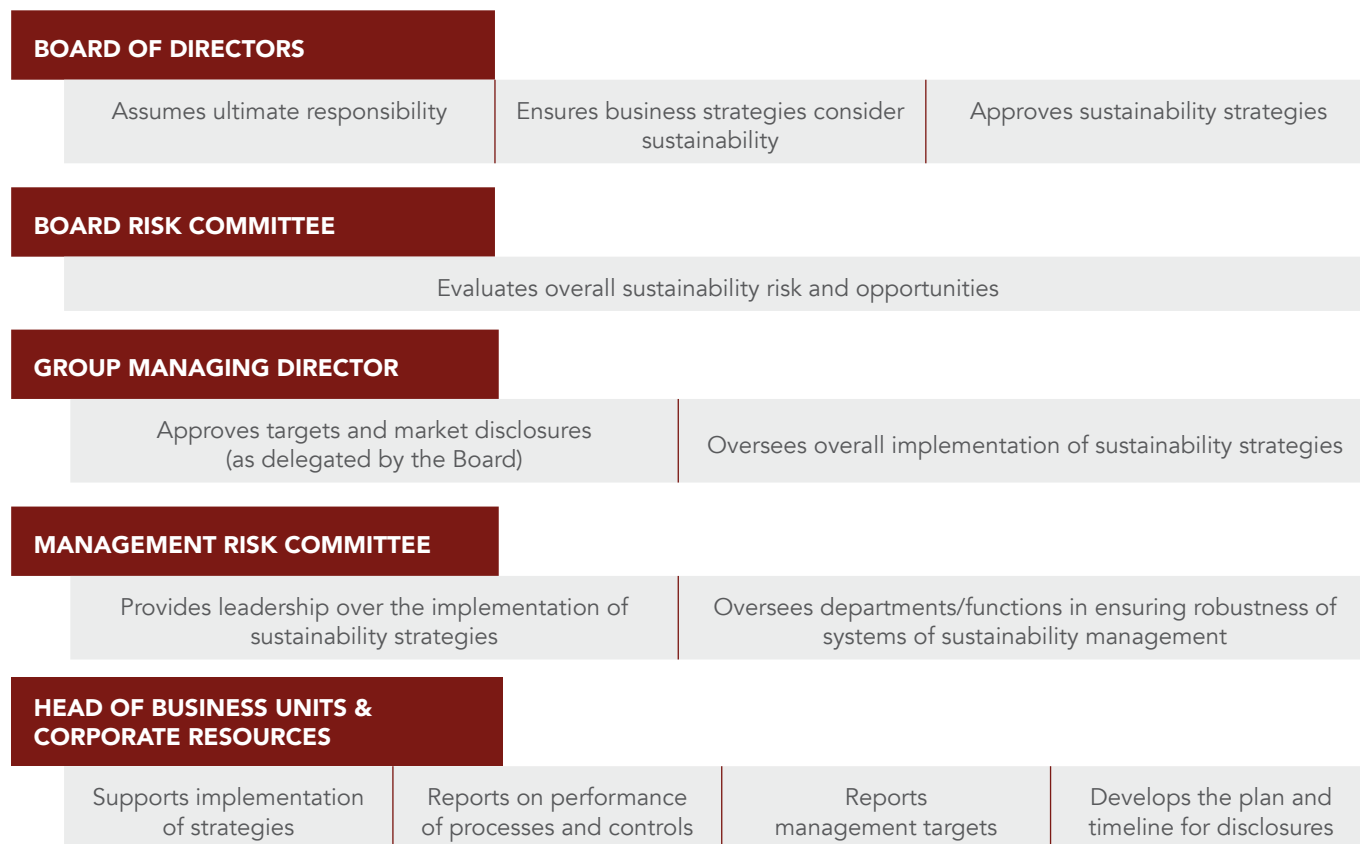 BOARD OF DIRECTORS
Assumes ultimate responsibility
Ensures business strategies consider
sustainability
Approves sustainability strategies
BOARD RISK COMMITTEE
Evaluates overall sustainability risk and opportunities
GROUP MANAGING DIRECTOR
Approves targets and market disclosures
(as delegated by the Board)
Oversees overall implementation of sustainability strategies
MANAGEMENT RISK COMMITTEE
Provides leadership over the implementation of
sustainability strategies
Oversees departments/functions in ensuring robustness of
systems of sustainability management
HEAD OF BUSINESS UNITS &
CORPORATE RESOURCES
Supports implementation
of strategies
Reports on performance
of processes and controls
Reports
management targets
Develops the plan and
timeline for disclosures